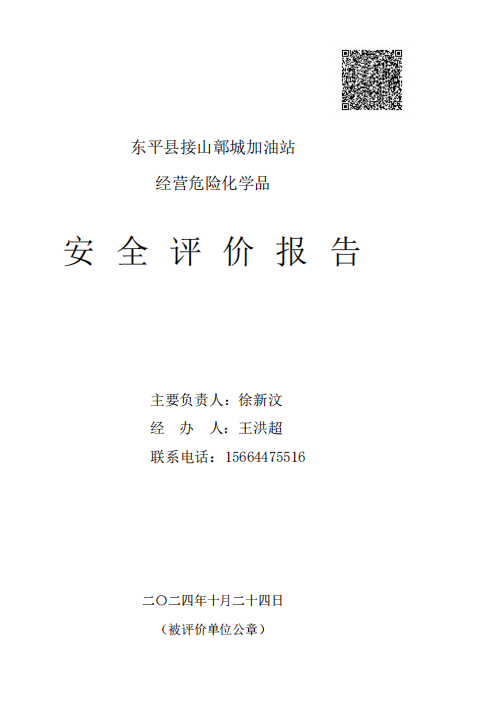 东平县接山鄣城加油站
经营危险化学品
安全评价报告
主要负责人：徐新汶
经 办 人：王洪超
联系电话：15664475516
二〇二四年十月二十四日
（被评价单位公章）